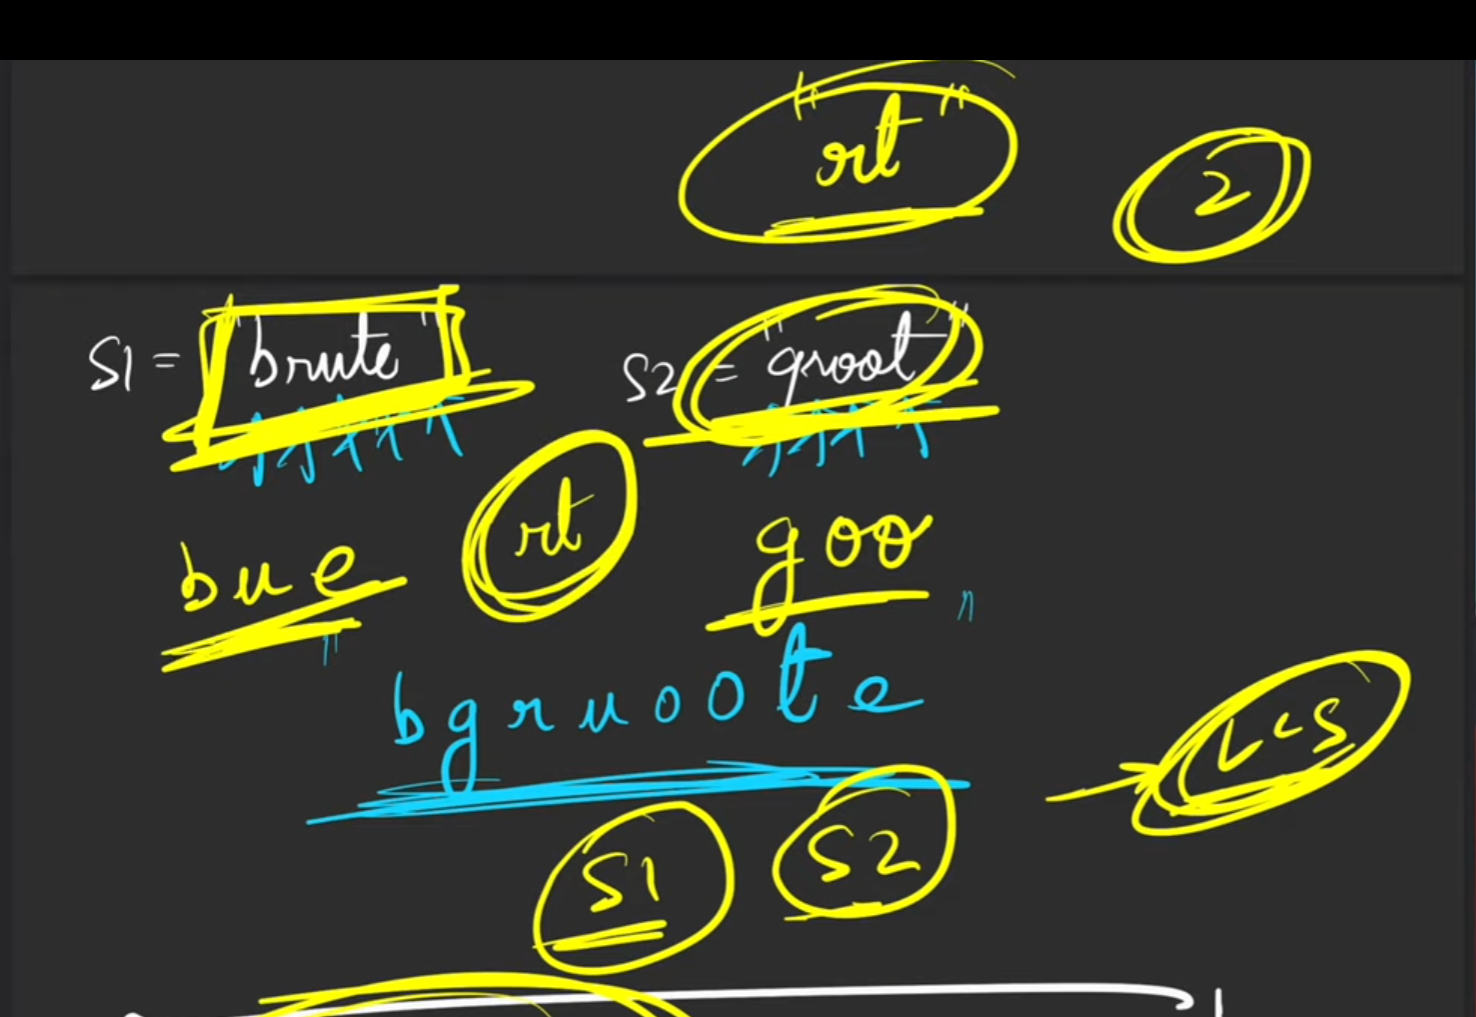 "rt" 2
S1 = "brute" S2 = "groot"
bue rt goo
"
bgruoote"
LCS
S1 S2